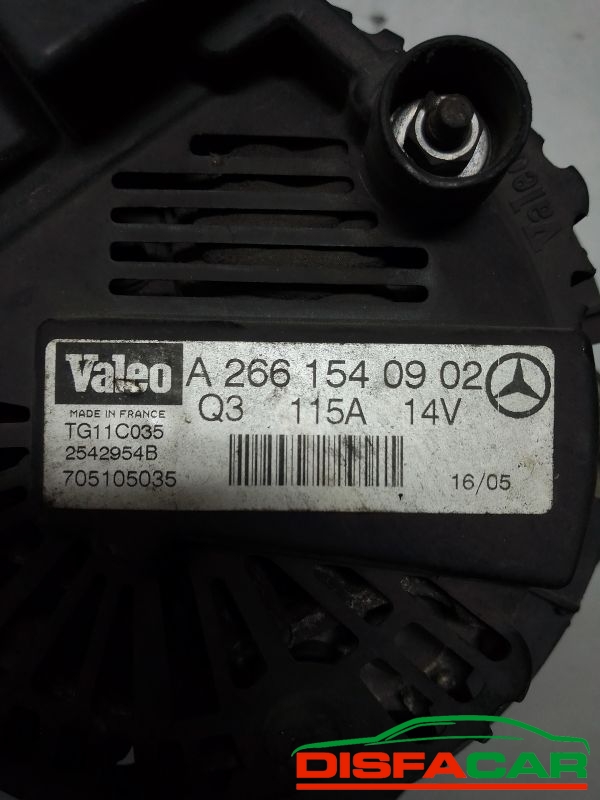 Valeo
Valeo A 266 154 09 02
MADE IN FRANCE
Q3 115A 14V
TG11C035
2542954B
705105035
16/05
DISFACAR